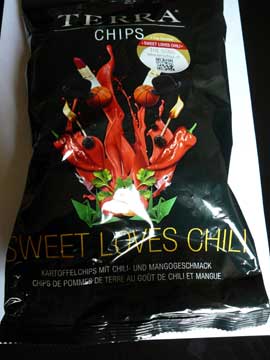 TERRA
CHIPS
SWEET LOVES CHILI
SWEET LOVES CHILI
KARTOFFELCHIPS MIT CHILI- UND MANGOGESCHMACK
CHIPS DE POMMES DE TERRE AU GOÛT DE CHILI ET MANGUE